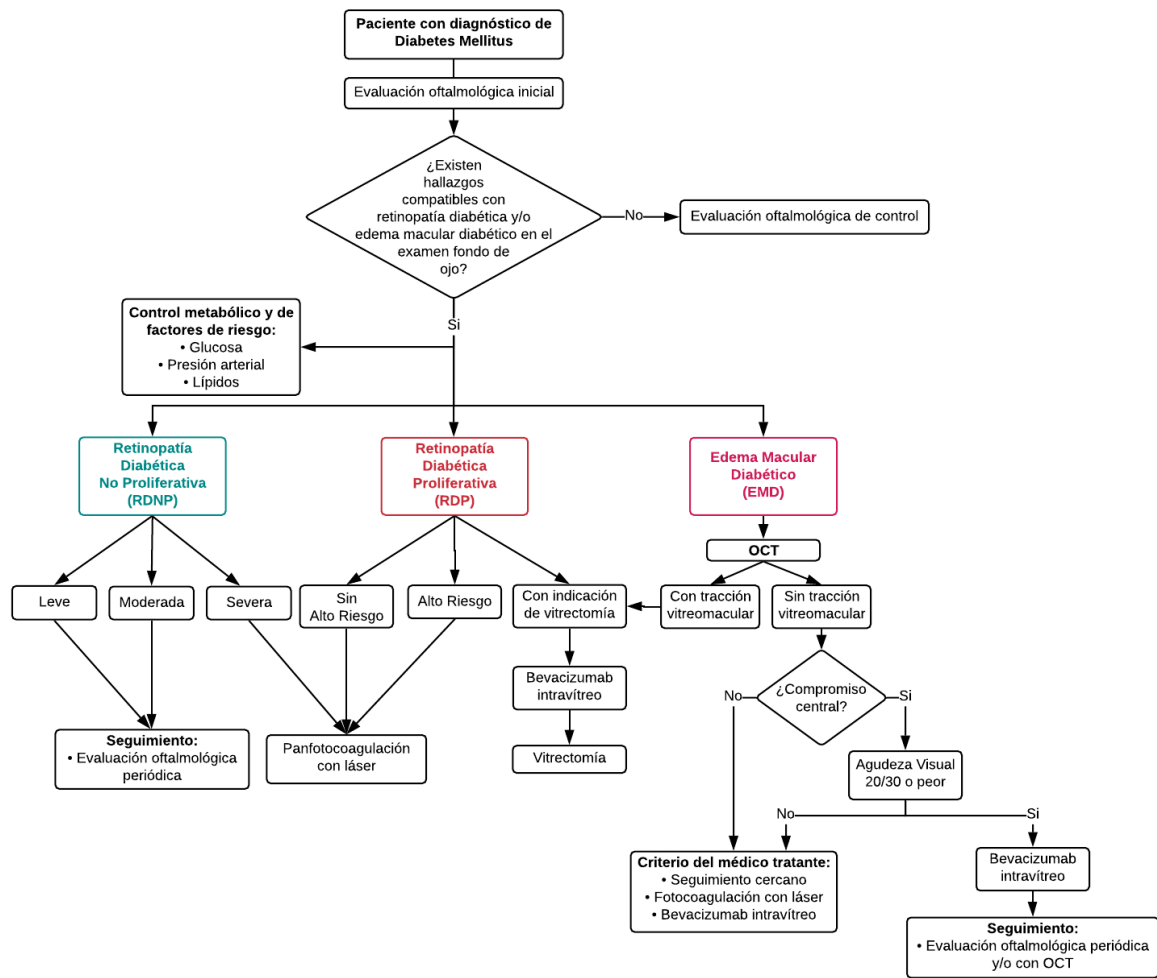 Paciente con diagnóstico de
Diabetes Mellitus
Evaluación oftalmológica inicial
¿Existen
hallazgos
compatibles con
retinopatía diabética y/o
edema macular diabético en el
examen fondo de
ojo?
No
Evaluación oftalmológica de control
Si
Control metabólico y de
factores de riesgo:
• Glucosa
• Presión arterial
• Lípidos
Retinopatía
Diabética
No Proliferativa
(RDNP)
Retinopatía
Diabética
Proliferativa
(RDP)
Edema Macular
Diabético
(EMD)
OCT
Leve
Moderada
Severa
Sin
Alto Riesgo
Alto Riesgo
Con indicación
de vitrectomía
Con tracción
vitreomacular
Sin tracción
vitreomacular
Bevacizumab
intravítreo
Vitrectomía
¿Compromiso
central?
No
Si
Seguimiento:
• Evaluación oftalmológica
periódica
Panfotocoagulación
con láser
Agudeza Visual
20/30 o peor
No
Si
Criterio del médico tratante:
• Seguimiento cercano
• Fotocoagulación con láser
• Bevacizumab intravítreo
Bevacizumab
intravítreo
Seguimiento:
• Evaluación oftalmológica periódica
y/o con OCT